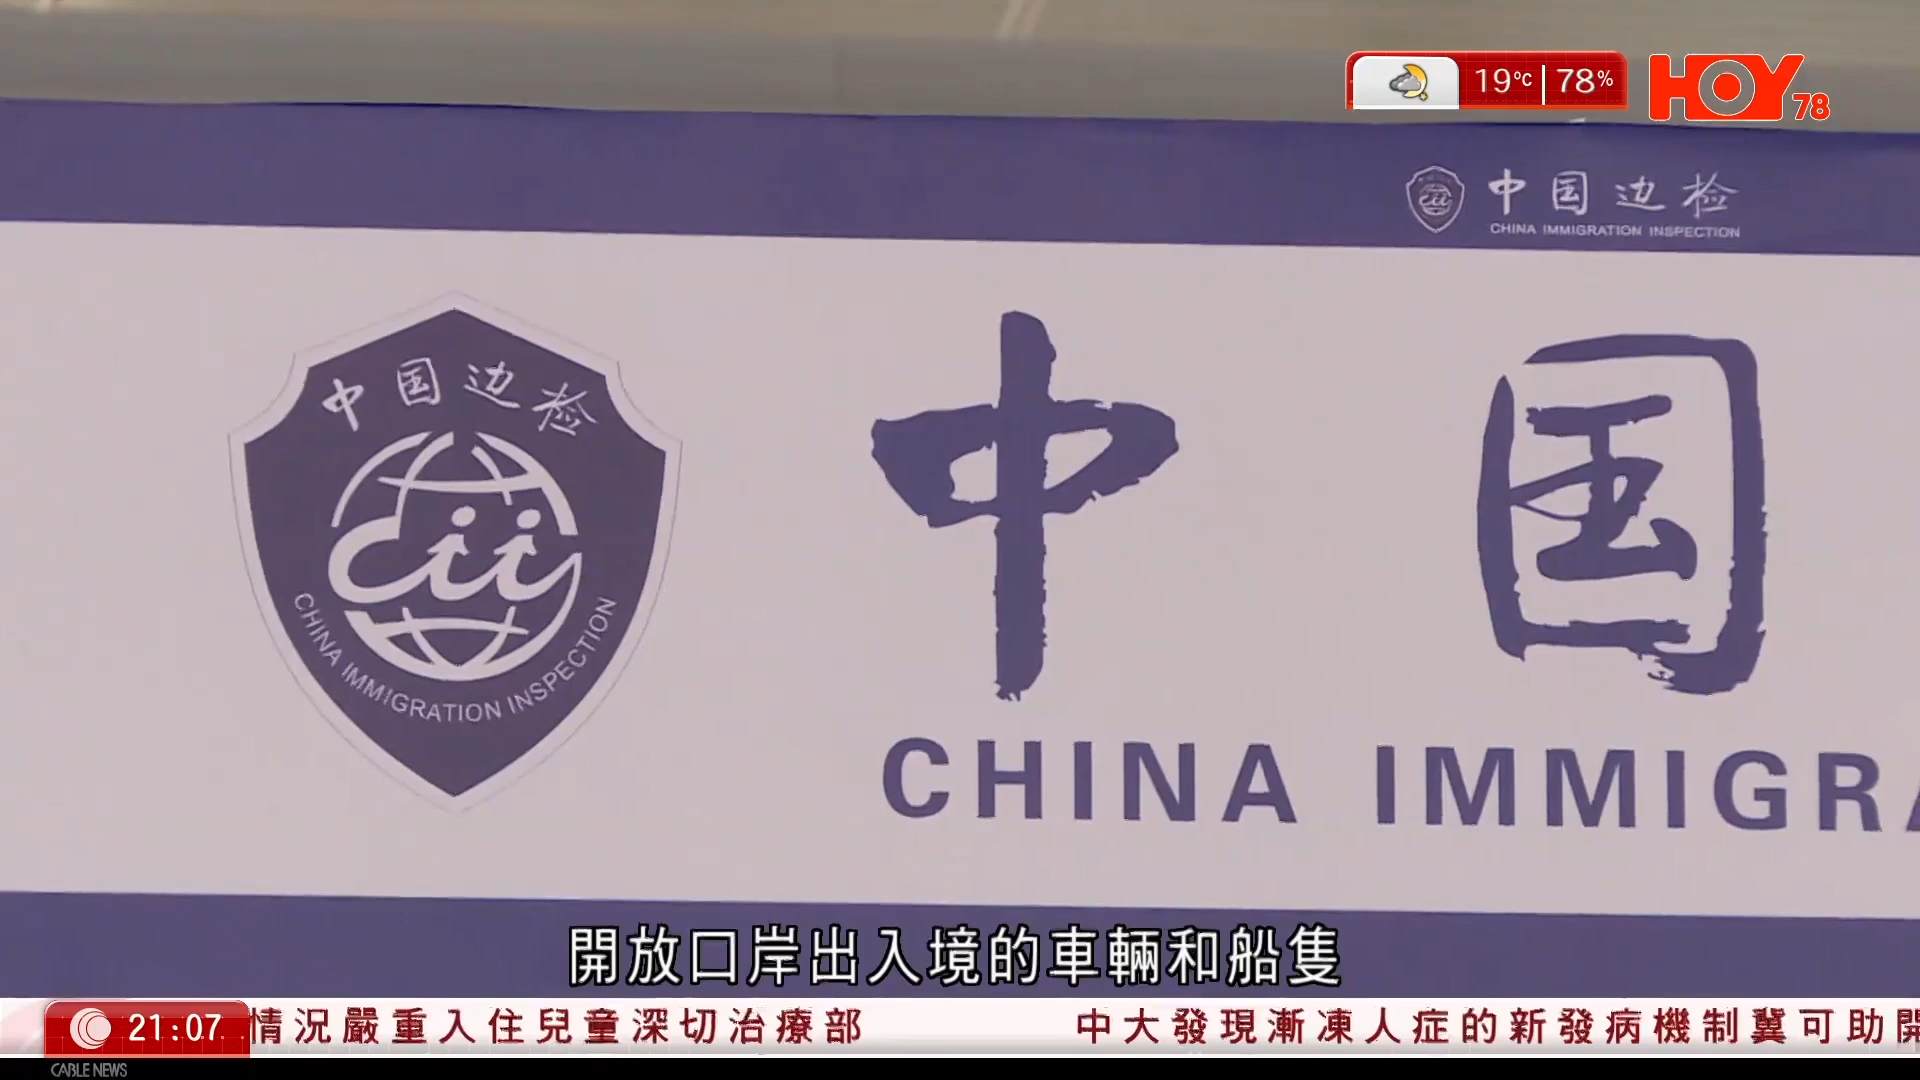 19℃ | 78%
HOY 78
中国边检
CHINA IMMIGRATION INSPECTION
中国边检
cii
CHINA IMMIGRATION INSPECTION
中国
CHINA IMMIGRA
開放口岸出入境的車輛和船隻
21:07 情況嚴重入住兒童深切治療部 中大發現漸凍人症的新發病機制冀可助開
CABLE NEWS